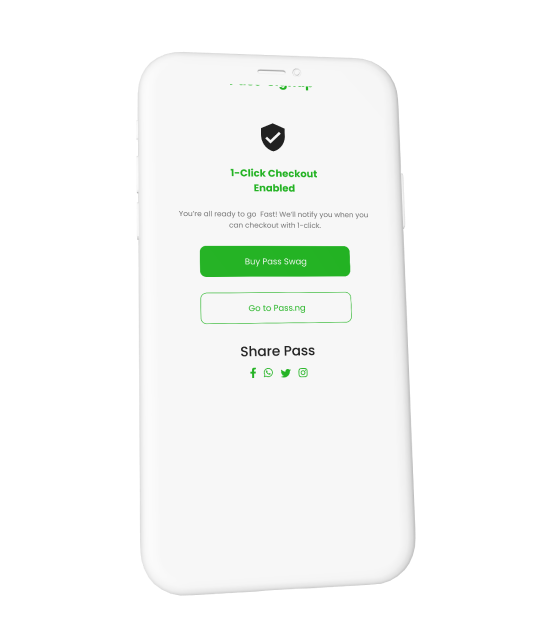 1-Click Checkout
Enabled
You're all ready to go Fast! We'll notify you when you
can checkout with 1-click.
Buy Pass Swag
Go to Pass.ng
Share Pass